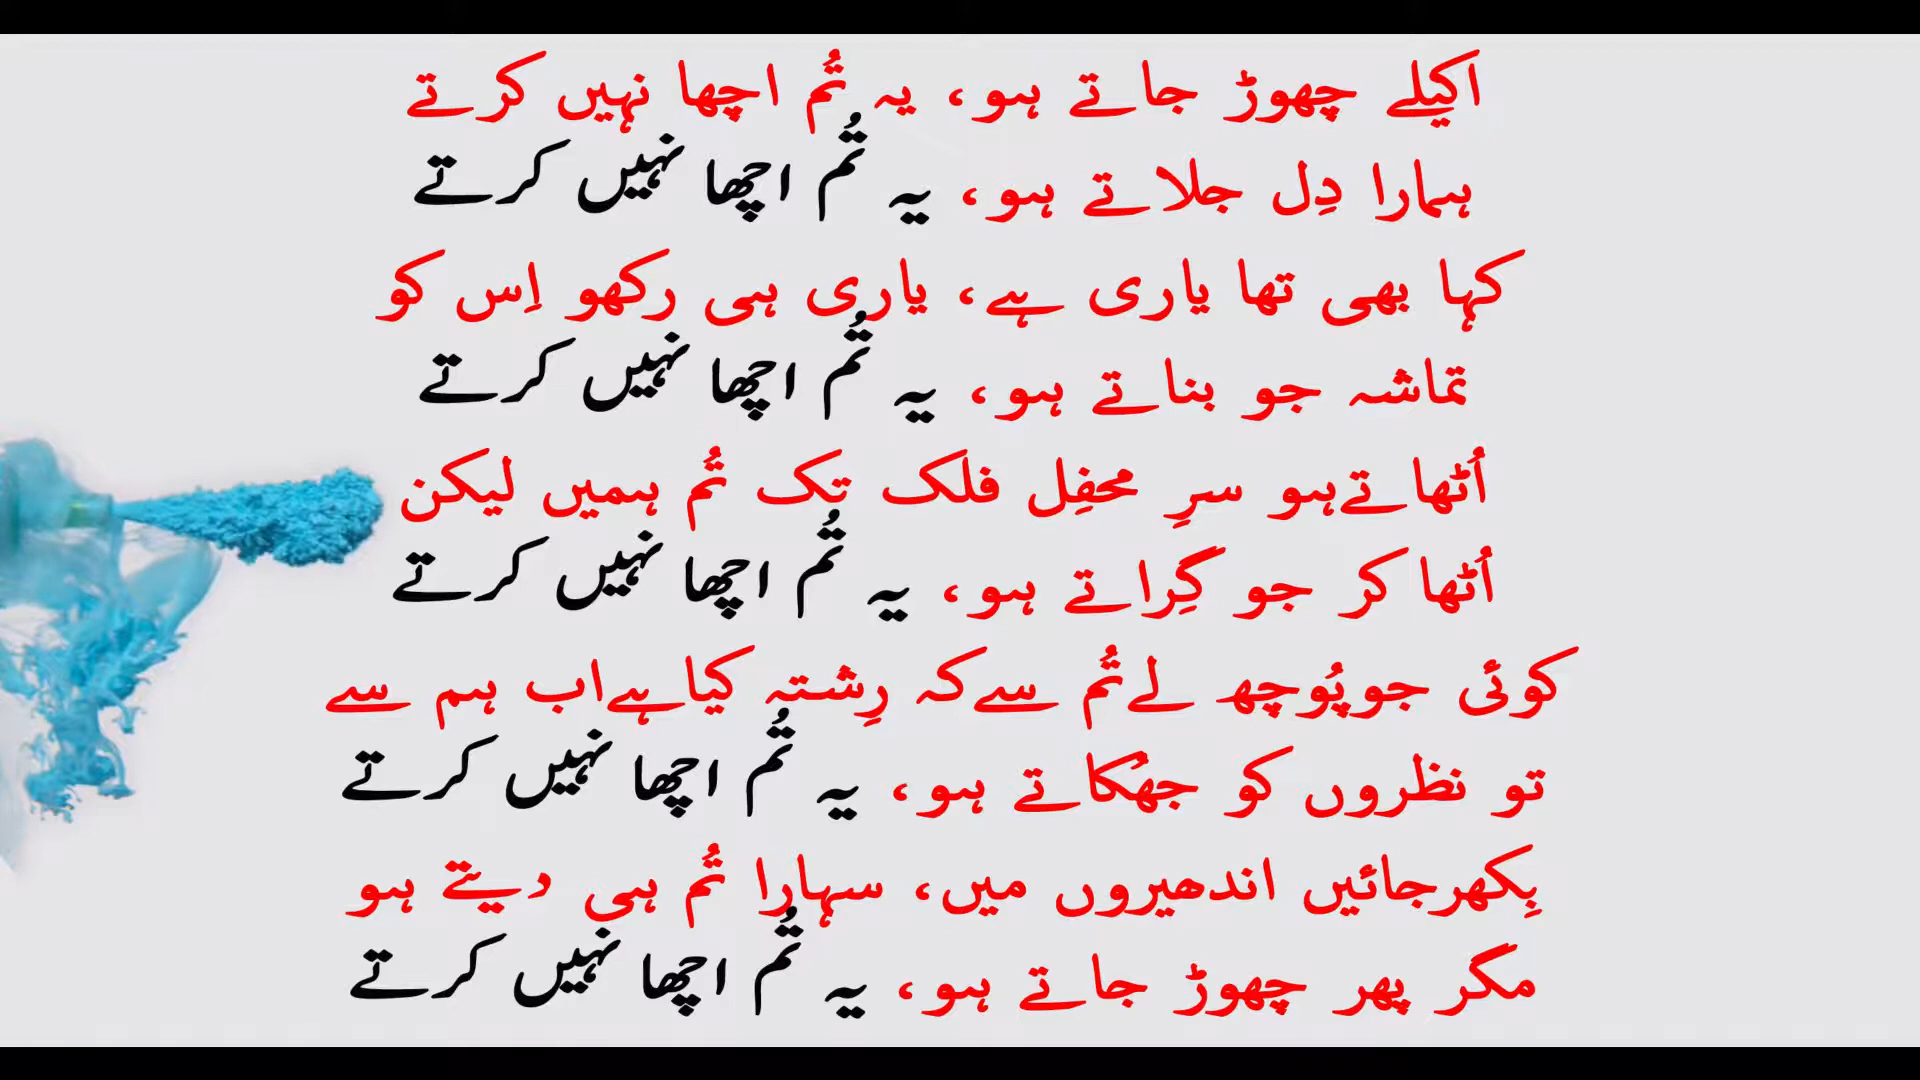 اکیلے چھوڑ جاتے ہو، یہ تُم اچھا نہیں کرتے
ہمارا دِل جلاتے ہو، یہ تُم اچھا نہیں کرتے
کہا بھی تھا یاری ہے، یاری ہی رکھو اِس کو
تماشہ جو بناتے ہو، یہ تُم اچھا نہیں کرتے
اُٹھاتےہو سرِ محفِل فلک تک تُم ہمیں لیکن
اُٹھا کر جو گِراتے ہو، یہ تُم اچھا نہیں کرتے
کوئی جوپُوچھ لےتُم سےکہ رِشتہ کیاہےاب ہم سے
تو نظروں کو جھُکاتے ہو، یہ تُم اچھا نہیں کرتے
بِکھرجائیں اندھیروں میں، سہارا تُم ہی دیتے ہو
مگر پھر چھوڑ جاتے ہو، یہ تُم اچھا نہیں کرتے